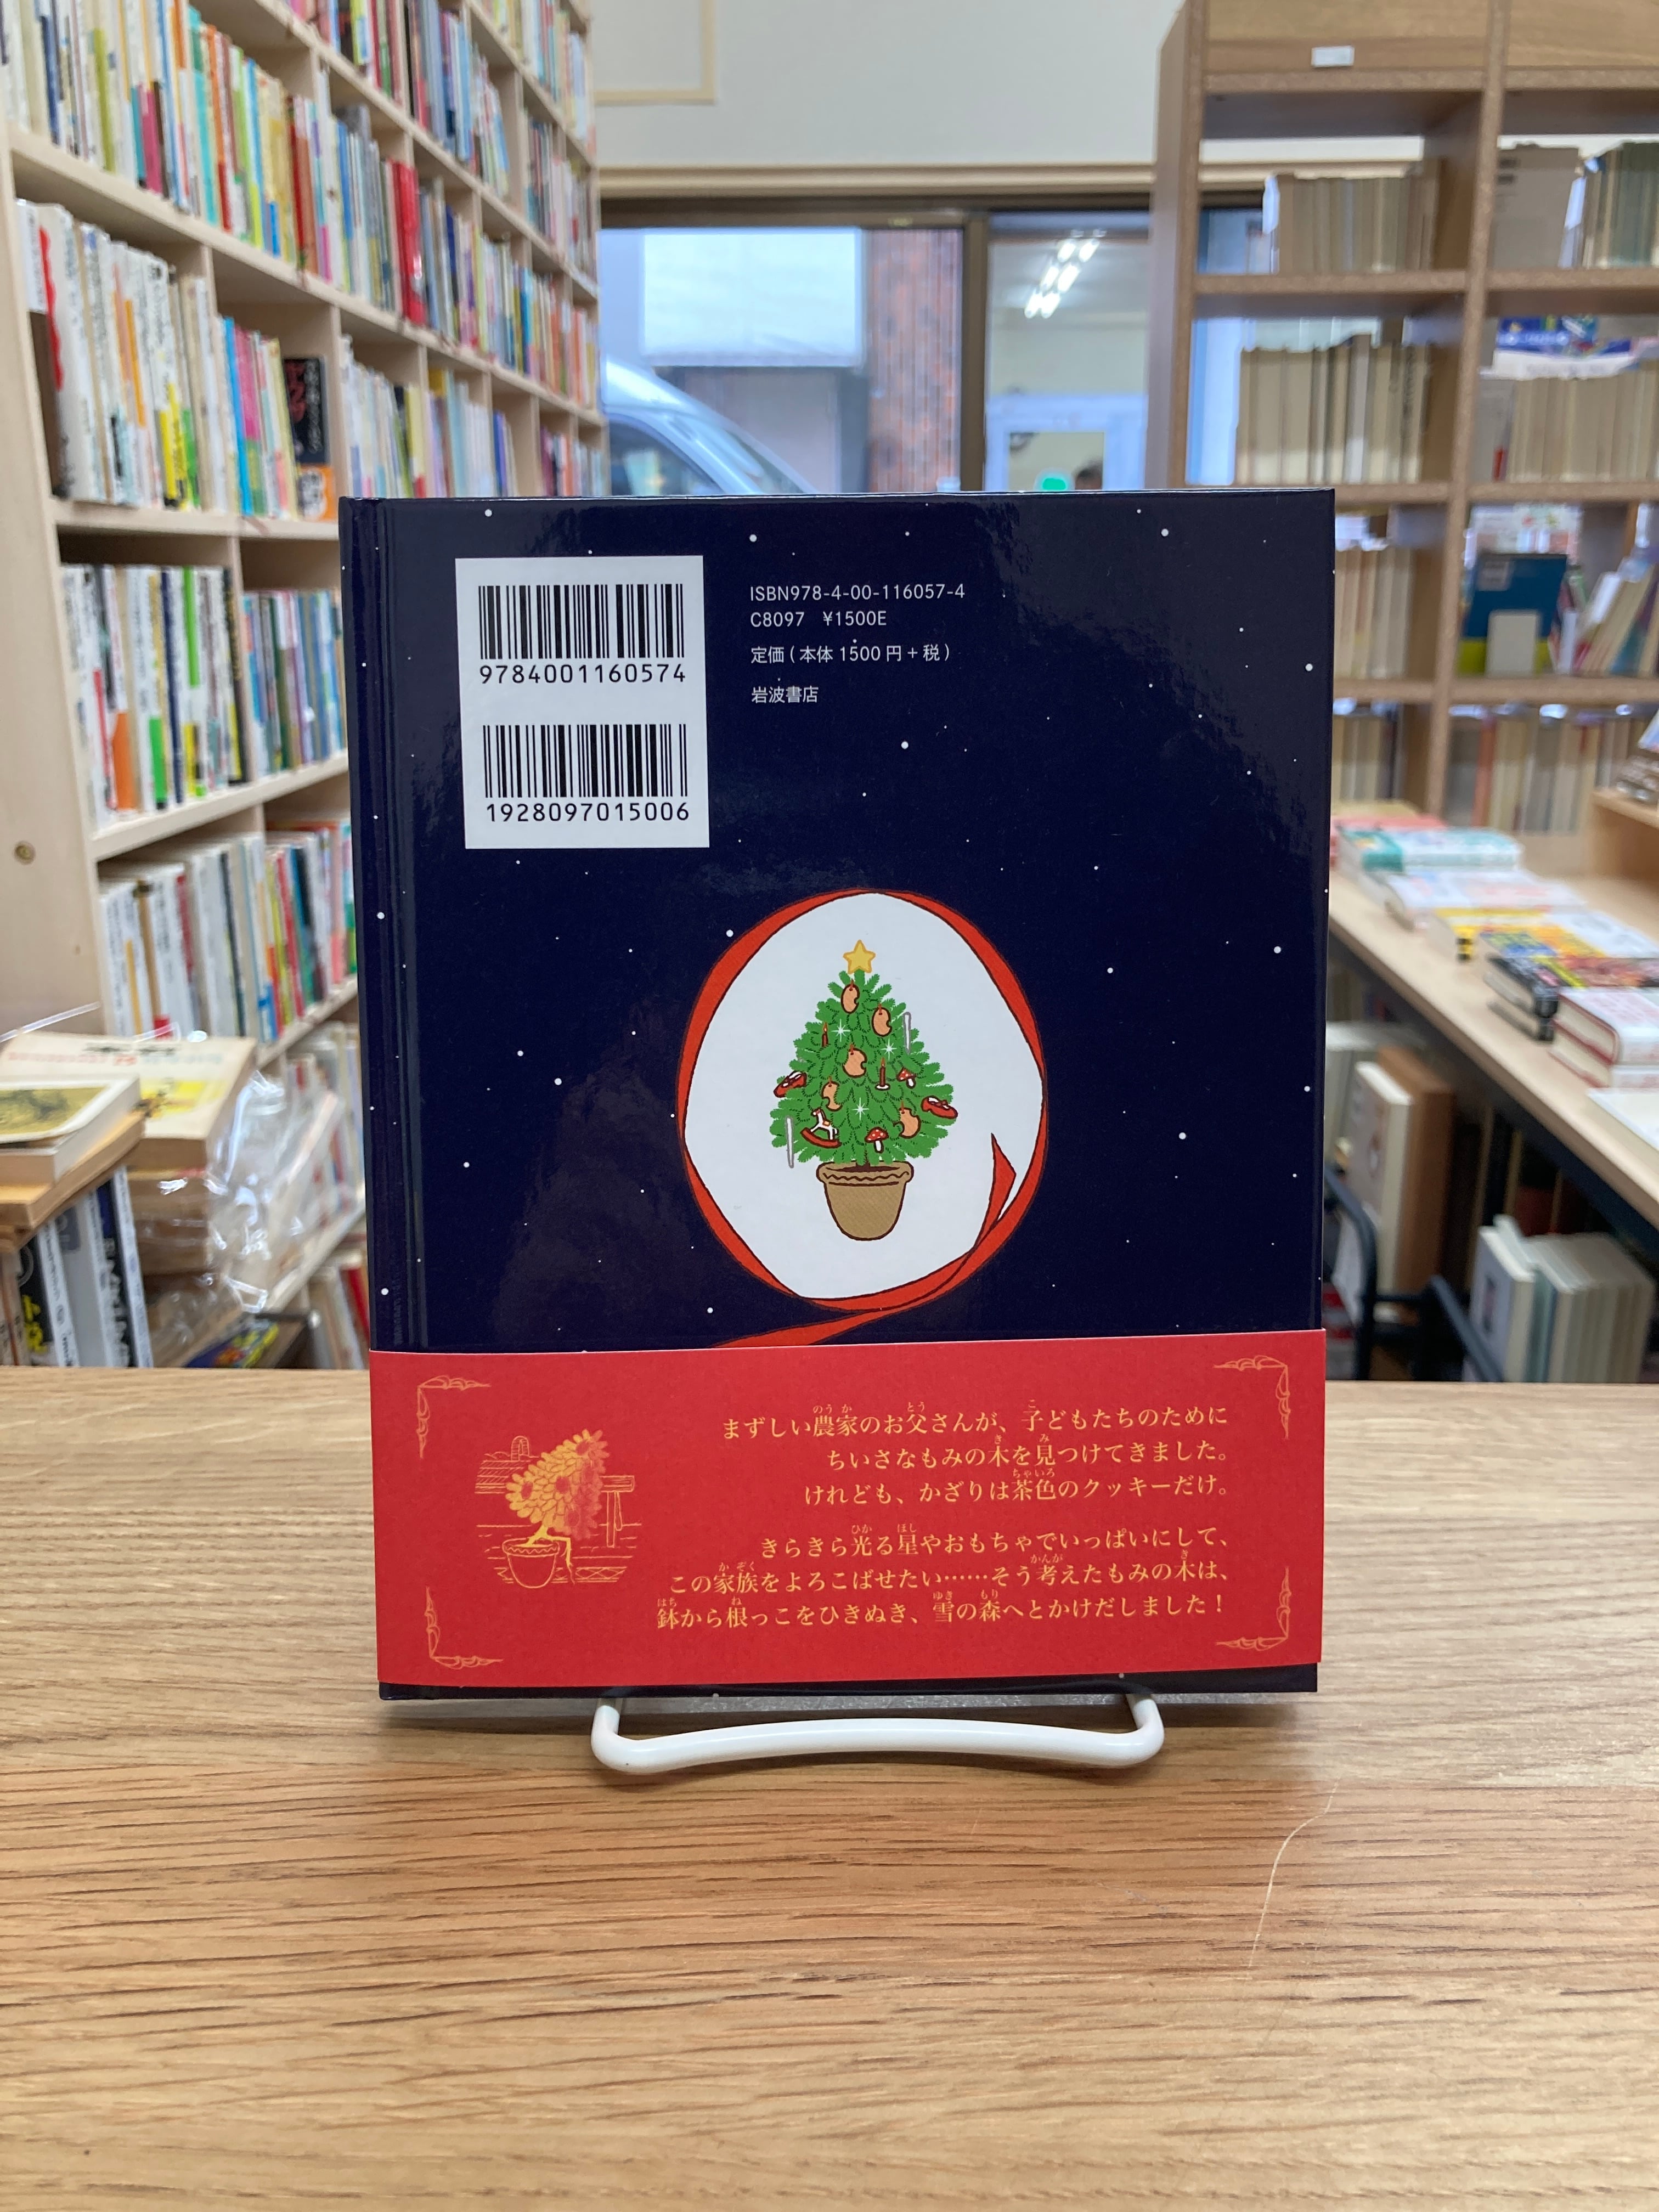 9784001160574
1928097015006
ISBN978-4-00-116057-4
C8097 ¥1500E
定価(本体1500円+税)
岩波書店
まずしい農家のお父さんが、子どもたちのために
ちいさなもみの木を見つけてきました。
けれども、かざりは茶色のクッキーだけ。
きらきら光る星やおもちゃでいっぱいにして、
この家族をよろこばせたい……そう考えたもみの木は、
鉢から根っこをひきぬき、雪の森へとかけだしました!